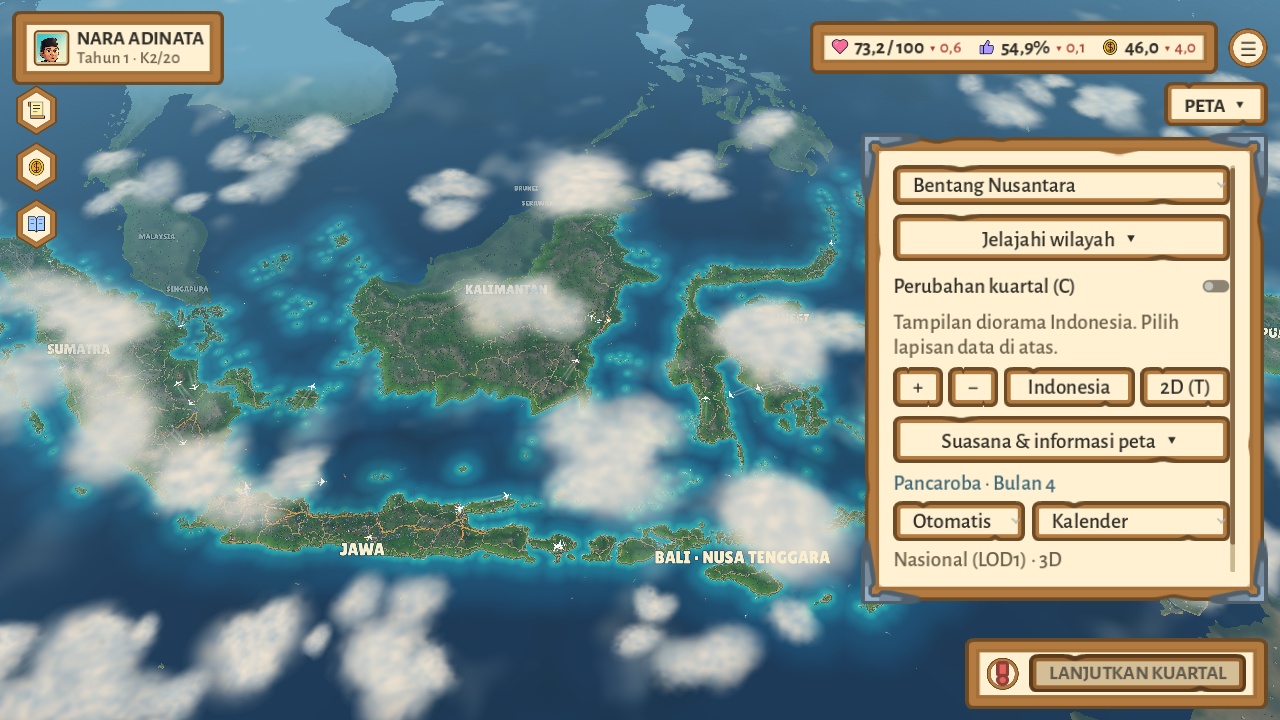 NARA ADINATA
Tahun 1 · K2/20
73,2/100 ▾ 0,6 54,9% ▾ 0,1 46,0 ▾ 4,0
PETA ▼
Bentang Nusantara
Jelajahi wilayah ▼
Perubahan kuartal (C)
Tampilan diorama Indonesia. Pilih
lapisan data di atas.
+ − Indonesia 2D (T)
Suasana & informasi peta ▼
Pancaroba · Bulan 4
Otomatis Kalender
Nasional (LOD1) · 3D
LANJUTKAN KUARTAL
BRUNEI
MALAYSIA
SINGAPURA
KALIMANTAN
SUMATRA
JAWA
BALI · NUSA TENGGARA